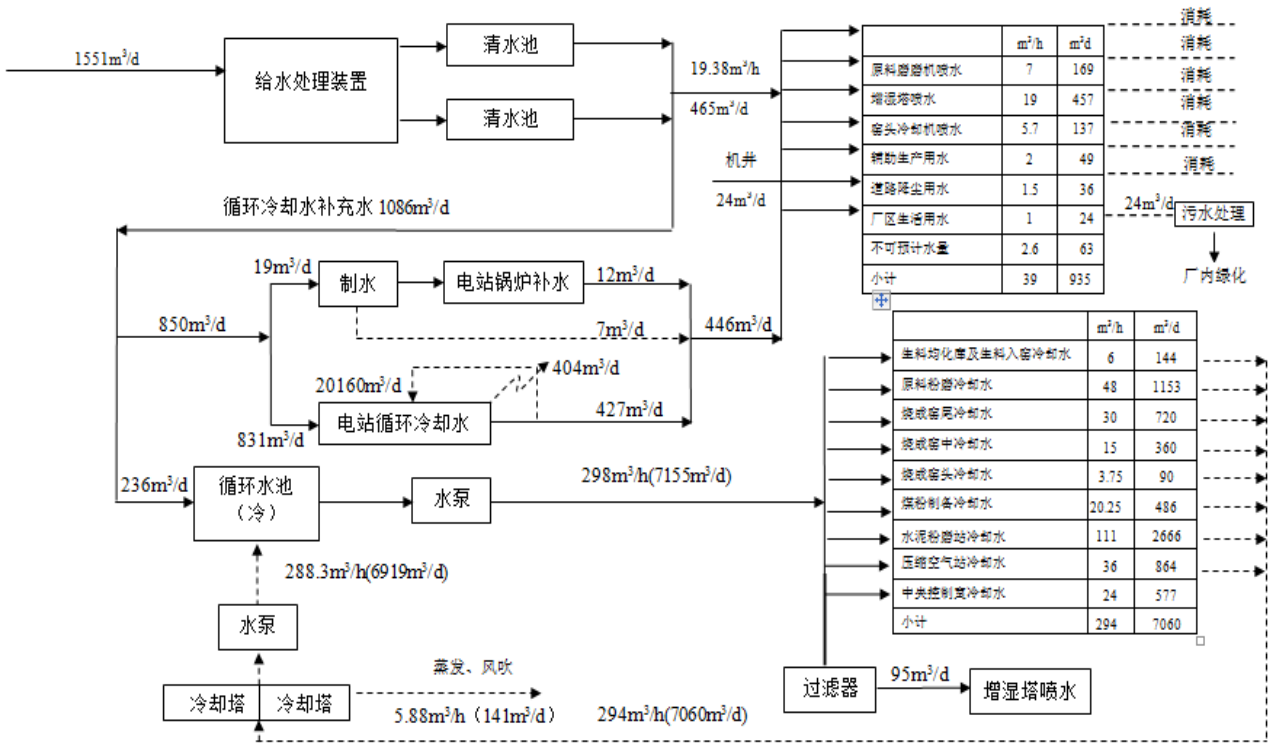 1551m³/d
给水处理装置
清水池
清水池
19.38m³/h
465m³/d
机井
24m³/d
m³/h m³d
原料磨磨机喷水 7 169
增湿塔喷水 19 457
窑头冷却机喷水 5.7 137
辅助生产用水 2 49
道路降尘用水 1.5 36
厂区生活用水 1 24
不可预计水量 2.6 63
小计 39 935
消耗
消耗
消耗
消耗
消耗
消耗
24m³/d
污水处理
厂内绿化
循环冷却水补充水 1086m³/d
19m³/d
制水
电站锅炉补水
12m³/d
850m³/d
7m³/d
446m³/d
20160m³/d
404m³/d
电站循环冷却水
427m³/d
831m³/d
236m³/d
循环水池
（冷）
水泵
298m³/h(7155m³/d)
m³/h m³/d
生料均化库及生料入窑冷却水 6 144
原料粉磨冷却水 48 1153
烧成窑尾冷却水 30 720
烧成窑中冷却水 15 360
烧成窑头冷却水 3.75 90
煤粉制备冷却水 20.25 486
水泥粉磨站冷却水 111 2666
压缩空气站冷却水 36 864
中央控制室冷却水 24 577
小计 294 7060
288.3m³/h(6919m³/d)
水泵
冷却塔 冷却塔
蒸发、风吹
5.88m³/h（141m³/d）
294m³/h(7060m³/d)
过滤器
95m³/d
增湿塔喷水